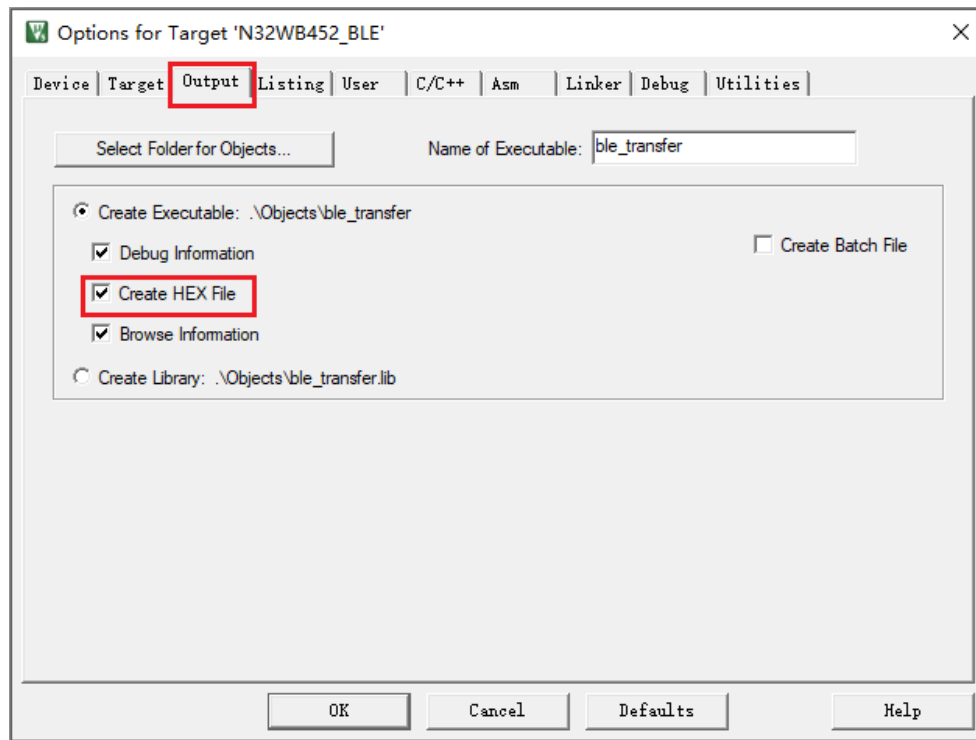 Options for Target 'N32WB452_BLE'
Device Target Output Listing User C/C++ Asm Linker Debug Utilities
Select Folder for Objects... Name of Executable: ble_transfer
Create Executable: .\Objects\ble_transfer
Debug Information Create Batch File
Create HEX File
Browse Information
Create Library: .\Objects\ble_transfer.lib
OK Cancel Defaults Help